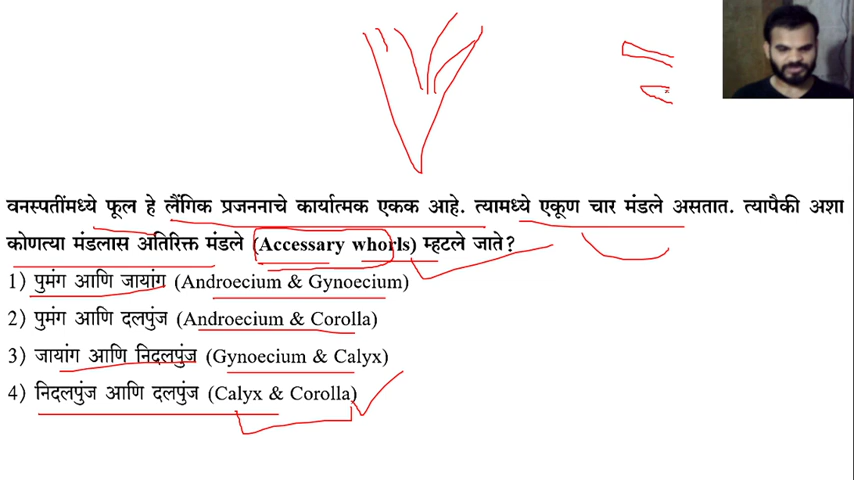 वनस्पतींमध्ये फूल हे लैंगिक प्रजननाचे कार्यात्मक एकक आहे. त्यामध्ये एकूण चार मंडले असतात. त्यापैकी अशा
कोणत्या मंडलास अतिरिक्त मंडले (Accessary whorls) म्हटले जाते?
1) पुमंग आणि जायांग (Androecium & Gynoecium)
2) पुमंग आणि दलपुंज (Androecium & Corolla)
3) जायांग आणि निदलपुंज (Gynoecium & Calyx)
4) निदलपुंज आणि दलपुंज (Calyx & Corolla)